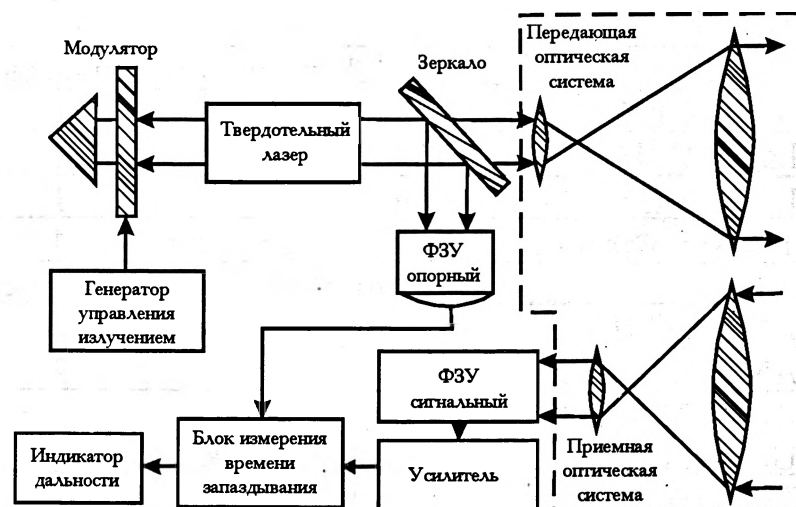 Модулятор
Зеркало
Передающая
оптическая
система
Твердотельный
лазер
ФЗУ
опорный
Генератор
управления
излучением
ФЗУ
сигнальный
Блок измерения
времени
запаздывания
Индикатор
дальности
Усилитель
Приемная
оптическая
система